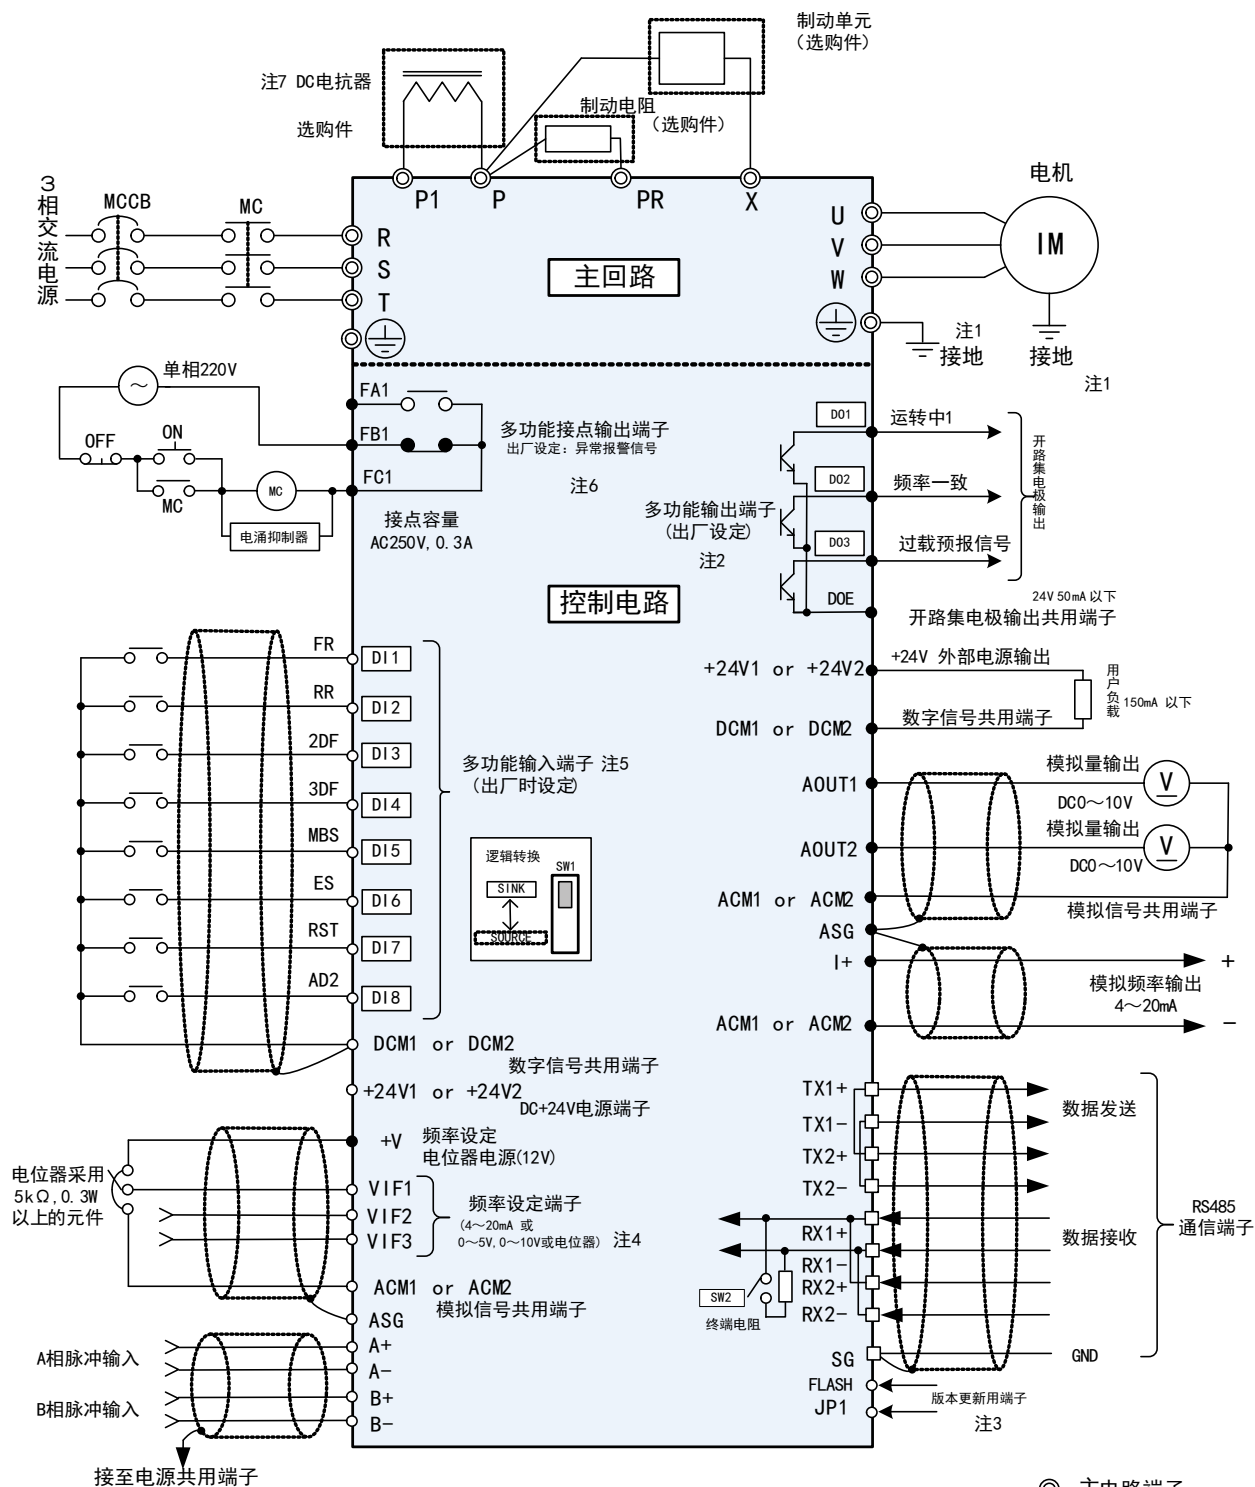 制动单元
（选购件）
注7 DC电抗器
选购件
制动电阻
（选购件）
P1
P
PR
X
电机
IM
3相交流电源
MCCB
MC
R
S
T
U
V
W
主回路
注1
接地
接地
注1
单相220V
OFF
ON
MC
MC
电涌抑制器
FA1
FB1
FC1
多功能接点输出端子
出厂设定：异常报警信号
注6
接点容量
AC250V,0.3A
DO1
运转中1
DO2
频率一致
DO3
过载预报信号
DOE
开路集电极输出
多功能输出端子
(出厂设定)
注2
24V 50mA 以下
开路集电极输出共用端子
控制电路
+24V1 or +24V2
+24V 外部电源输出
用户负载
150mA 以下
DCM1 or DCM2
数字信号共用端子
FR
DI1
RR
DI2
2DF
DI3
3DF
DI4
MBS
DI5
ES
DI6
RST
DI7
AD2
DI8
多功能输入端子 注5
(出厂时设定)
逻辑转换
SW1
SINK
SOURCE
AOUT1
模拟量输出
V
DC0～10V
AOUT2
模拟量输出
V
DC0～10V
ACM1 or ACM2
模拟信号共用端子
ASG
I+
+
模拟频率输出
4～20mA
ACM1 or ACM2
−
DCM1 or DCM2
数字信号共用端子
+24V1 or +24V2
DC+24V电源端子
+V
频率设定
电位器电源(12V)
电位器采用
5kΩ,0.3W
以上的元件
VIF1
VIF2
VIF3
频率设定端子
(4～20mA 或
0～5V,0～10V或电位器)
注4
ACM1 or ACM2
模拟信号共用端子
ASG
A相脉冲输入
A+
A−
B相脉冲输入
B+
B−
接至电源共用端子
TX1+
TX1−
TX2+
TX2−
数据发送
RX1+
RX1−
RX2+
RX2−
数据接收
RS485
通信端子
SW2
终端电阻
SG
GND
FLASH
JP1
版本更新用端子
注3
主电路端子